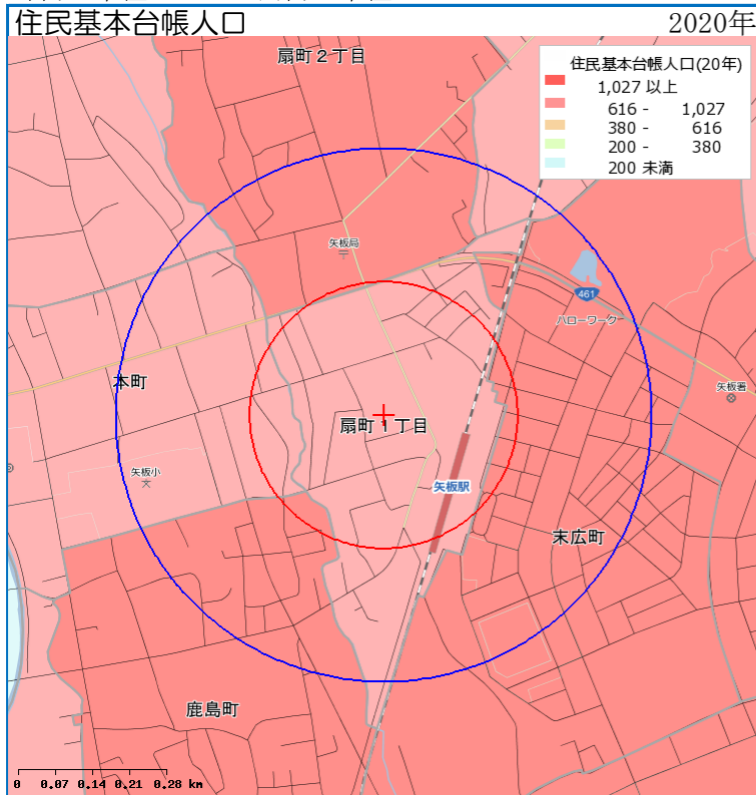 住民基本台帳人口
2020年
住民基本台帳人口(20年)
1,027 以上
616 - 1,027
380 - 616
200 - 380
200 未満
扇町２丁目
矢板局
461
ハローワーク
本町
矢板署
扇町１丁目
矢板小
矢板駅
末広町
鹿島町
0 0.07 0.14 0.21 0.28 km